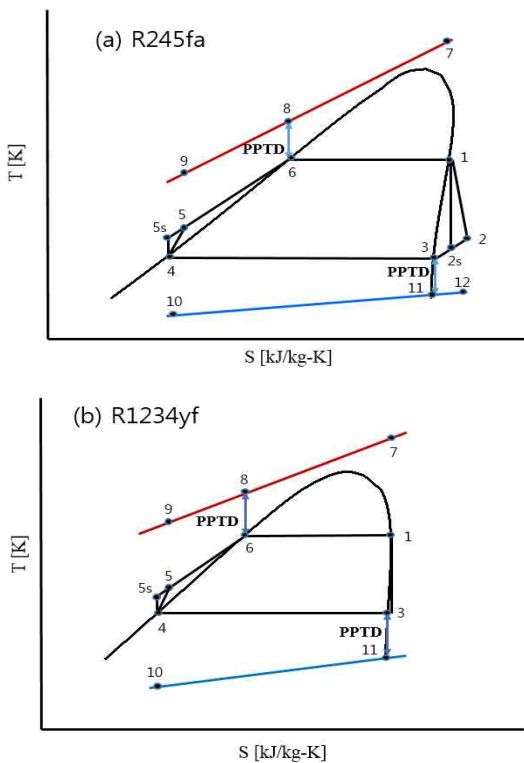 (a) R245fa
T [K]
7
8
PPTD
9
6
1
5s
5
4
3
2
2s
PPTD
11
12
10
S [kJ/kg-K]
(b) R1234yf
T [K]
7
8
9
PPTD
6
1
5s
5
4
3
PPTD
11
10
S [kJ/kg-K]